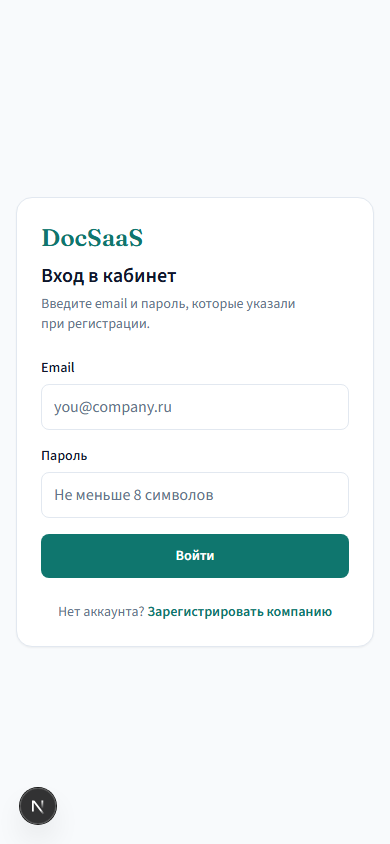 DocSaaS
Вход в кабинет
Введите email и пароль, которые указали
при регистрации.
Email
you@company.ru
Пароль
Не меньше 8 символов
Войти
Нет аккаунта? Зарегистрировать компанию
N